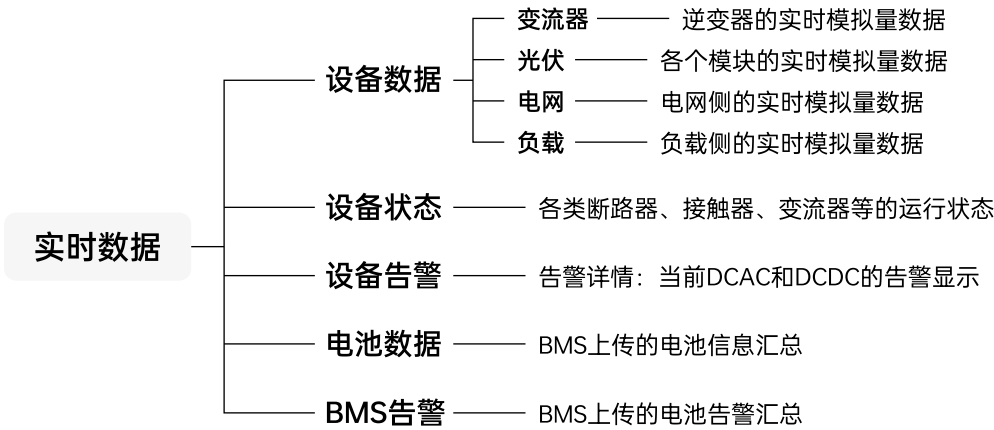 实时数据
设备数据
变流器 逆变器的实时模拟量数据
光伏 各个模块的实时模拟量数据
电网 电网侧的实时模拟量数据
负载 负载侧的实时模拟量数据
设备状态 各类断路器、接触器、变流器等的运行状态
设备告警 告警详情：当前DCAC和DCDC的告警显示
电池数据 BMS上传的电池信息汇总
BMS告警 BMS上传的电池告警汇总